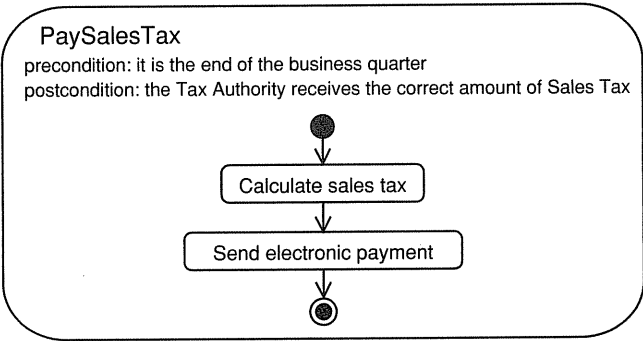 PaySalesTax
precondition: it is the end of the business quarter
postcondition: the Tax Authority receives the correct amount of Sales Tax
Calculate sales tax
Send electronic payment